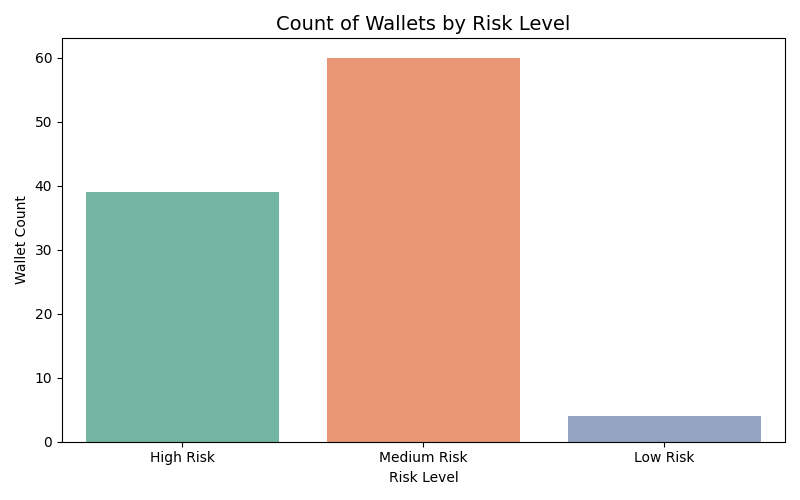 Count of Wallets by Risk Level
Wallet Count
60
50
40
30
20
10
0
High Risk
Medium Risk
Low Risk
Risk Level